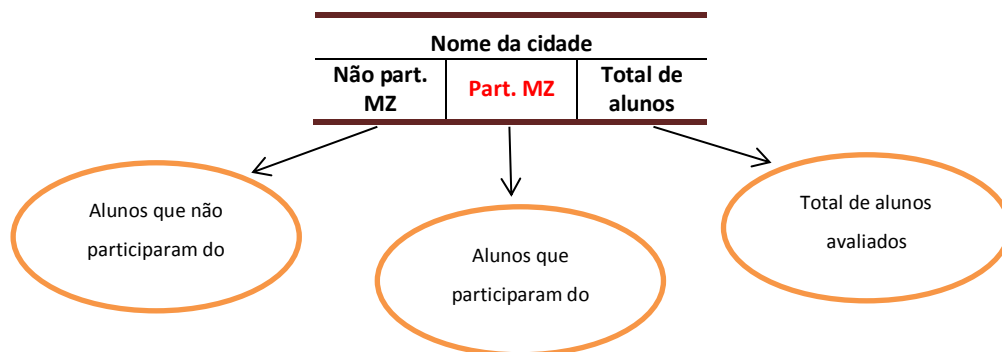 Nome da cidade
Não part.
MZ
Part. MZ
Total de
alunos
Alunos que não
participaram do
Alunos que
participaram do
Total de alunos
avaliados